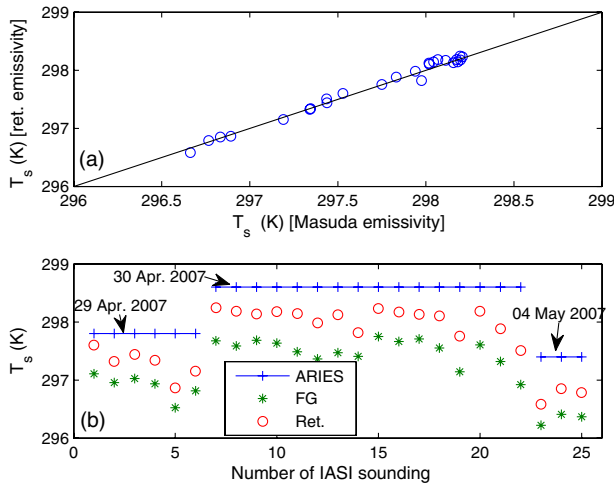 299
298
297
296
T_s (K) [ret. emissivity]
(a)
296 296.5 297 297.5 298 298.5 299
T_s (K) [Masuda emissivity]
299
298
297
296
T_s (K)
30 Apr. 2007
29 Apr. 2007
04 May 2007
ARIES
FG
Ret.
(b)
0 5 10 15 20 25
Number of IASI sounding